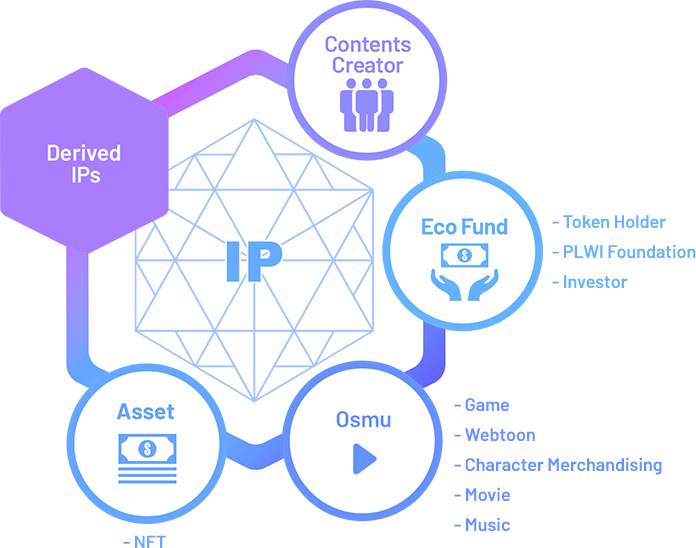 Contents
Creator
Derived
IPs
IP
Eco Fund
- Token Holder
- PLWI Foundation
- Investor
Asset
- NFT
Osmu
- Game
- Webtoon
- Character Merchandising
- Movie
- Music